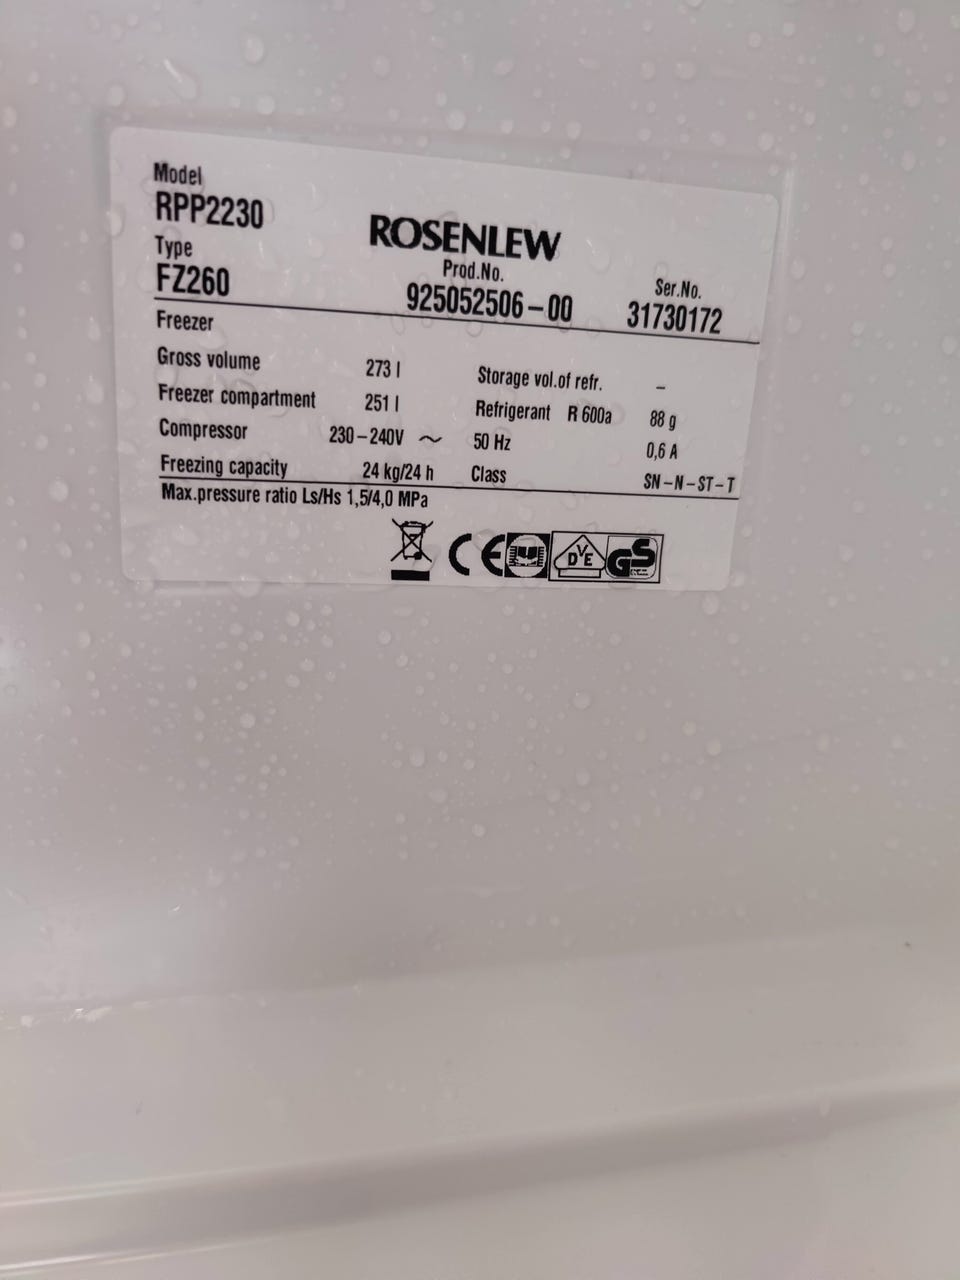 Model
RPP2230
ROSENLEW
Type
Prod.No.
Ser.No.
FZ260
925052506-00
31730172
Freezer
Gross volume 273 l Storage vol.of refr. –
Freezer compartment 251 l Refrigerant R 600a 88 g
Compressor 230-240V ~ 50 Hz 0,6 A
Freezing capacity 24 kg/24 h Class SN-N-ST-T
Max.pressure ratio Ls/Hs 1,5/4,0 MPa
CE DVE GS